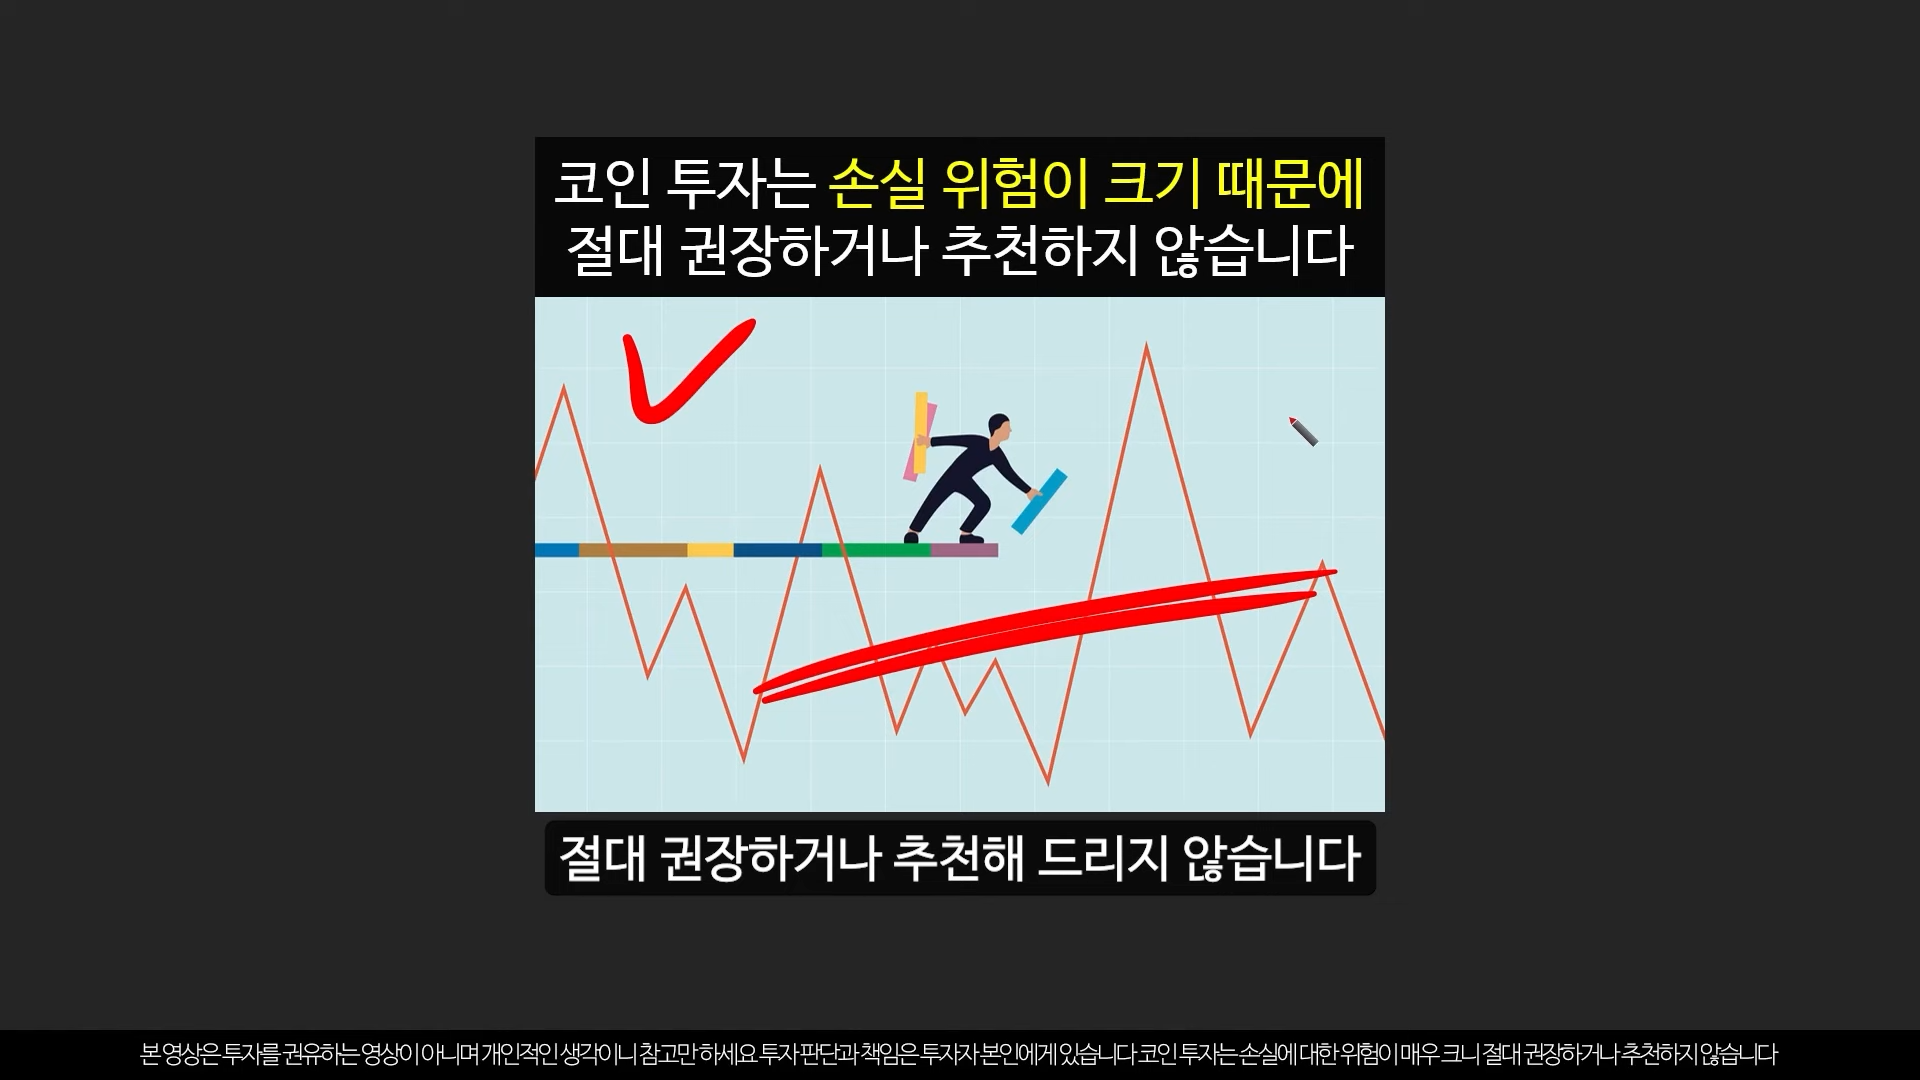 코인 투자는 손실 위험이 크기 때문에
절대 권장하거나 추천하지 않습니다
절대 권장하거나 추천해 드리지 않습니다
본 영상은 투자를 권유하는 영상이 아니며 개인적인 생각이니 참고만 하세요 투자 판단과 책임은 투자자 본인에게 있습니다 코인 투자는 손실에 대한 위험이 매우 크니 절대 권장하거나 추천하지 않습니다